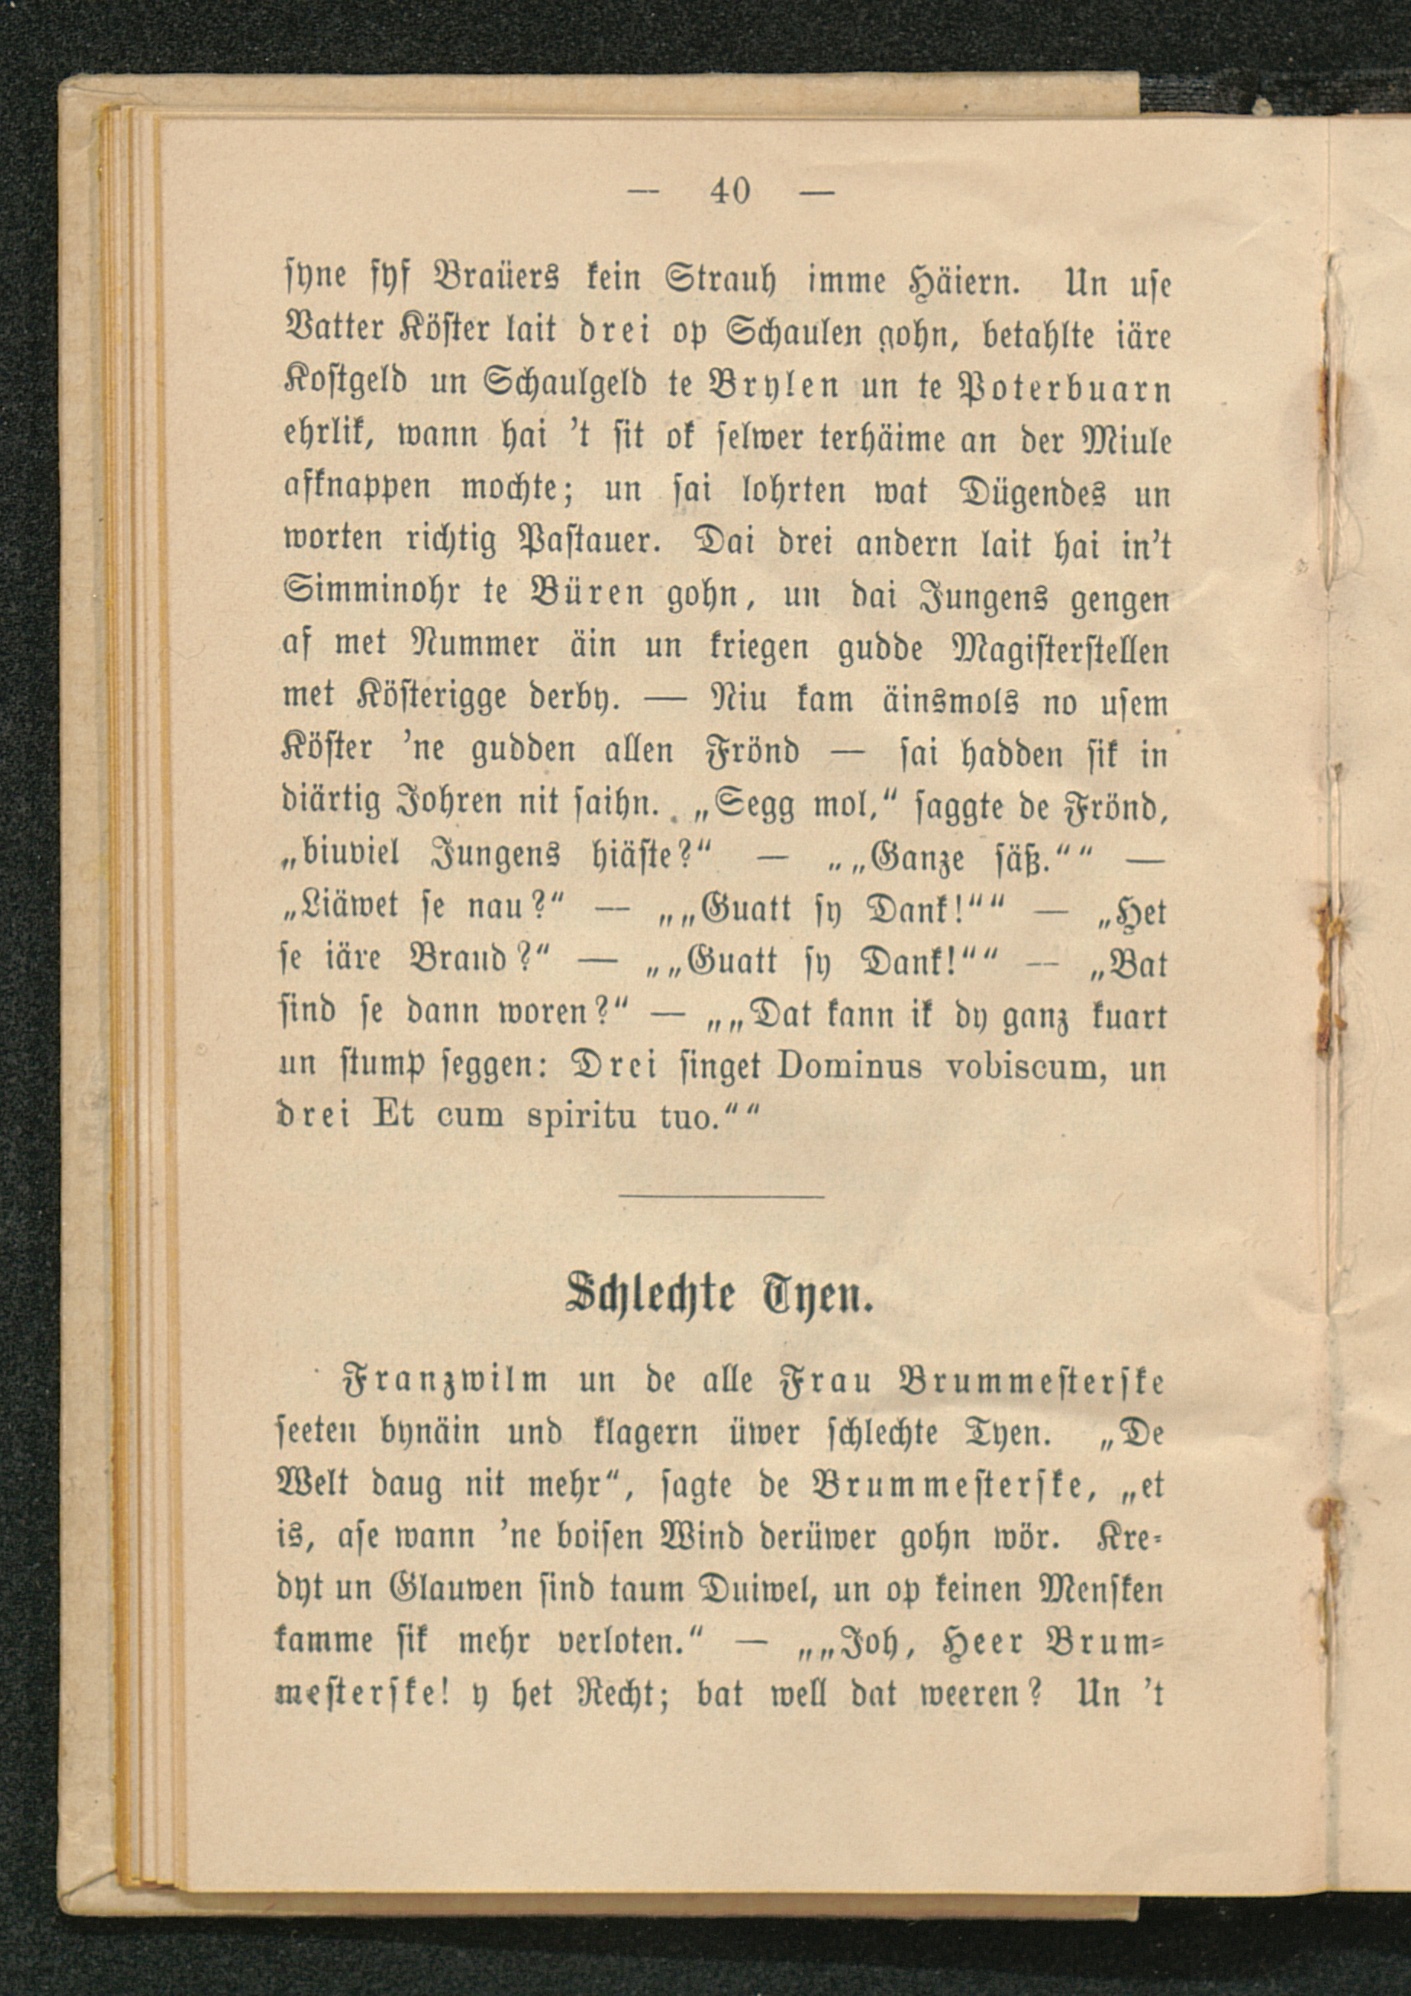 — 40 —
syne fyf Braüers kein Strauh imme Häiern. Un use
Vatter Köster lait drei op Schaulen gohn, betahlte iäre
Kostgeld un Schaulgeld te Brylen un te Poterbuarn
ehrlik, wann hai 't sit ok selwer terhäime an der Miule
afknappen mochte; un sai lohrten wat Dügendes un
worten richtig Pastauer. Dai drei andern lait hai in't
Simminohr te Büren gohn, un dai Jungens gengen
af met Nummer äin un kriegen gudde Magisterstellen
met Kösterigge derby. — Niu kam äinsmols no usem
Köster 'ne gudden allen Frönd — sai hadden sik in
diärtig Johren nit saihn. „Segg mol,“ saggte de Frönd,
„biuviel Jungens hiäste?“ — „„Ganze säß.““ —
„Liäwet se nau?“ — „„Guatt sy Dank!““ — „Het
se iäre Braud?“ — „„Guatt sy Dank!““ — „Bat
sind se dann woren?“ — „„Dat kann ik dy ganz kuart
un stump seggen: Drei singet Dominus vobiscum, un
drei Et cum spiritu tuo.““
Schlechte Tyen.
Franzwilm un de alle Frau Brummesterske
seeten bynäin und klagern üwer schlechte Tyen. „De
Welt daug nit mehr“, sagte de Brummesterske, „et
is, ase wann 'ne boisen Wind derüwer gohn wör. Kre-
dyt un Glauwen sind taum Duiwel, un op keinen Mensken
kamme sik mehr verloten.“ — „„Joh, Heer Brum-
mesterske! y het Recht; bat well dat weeren? Un 't